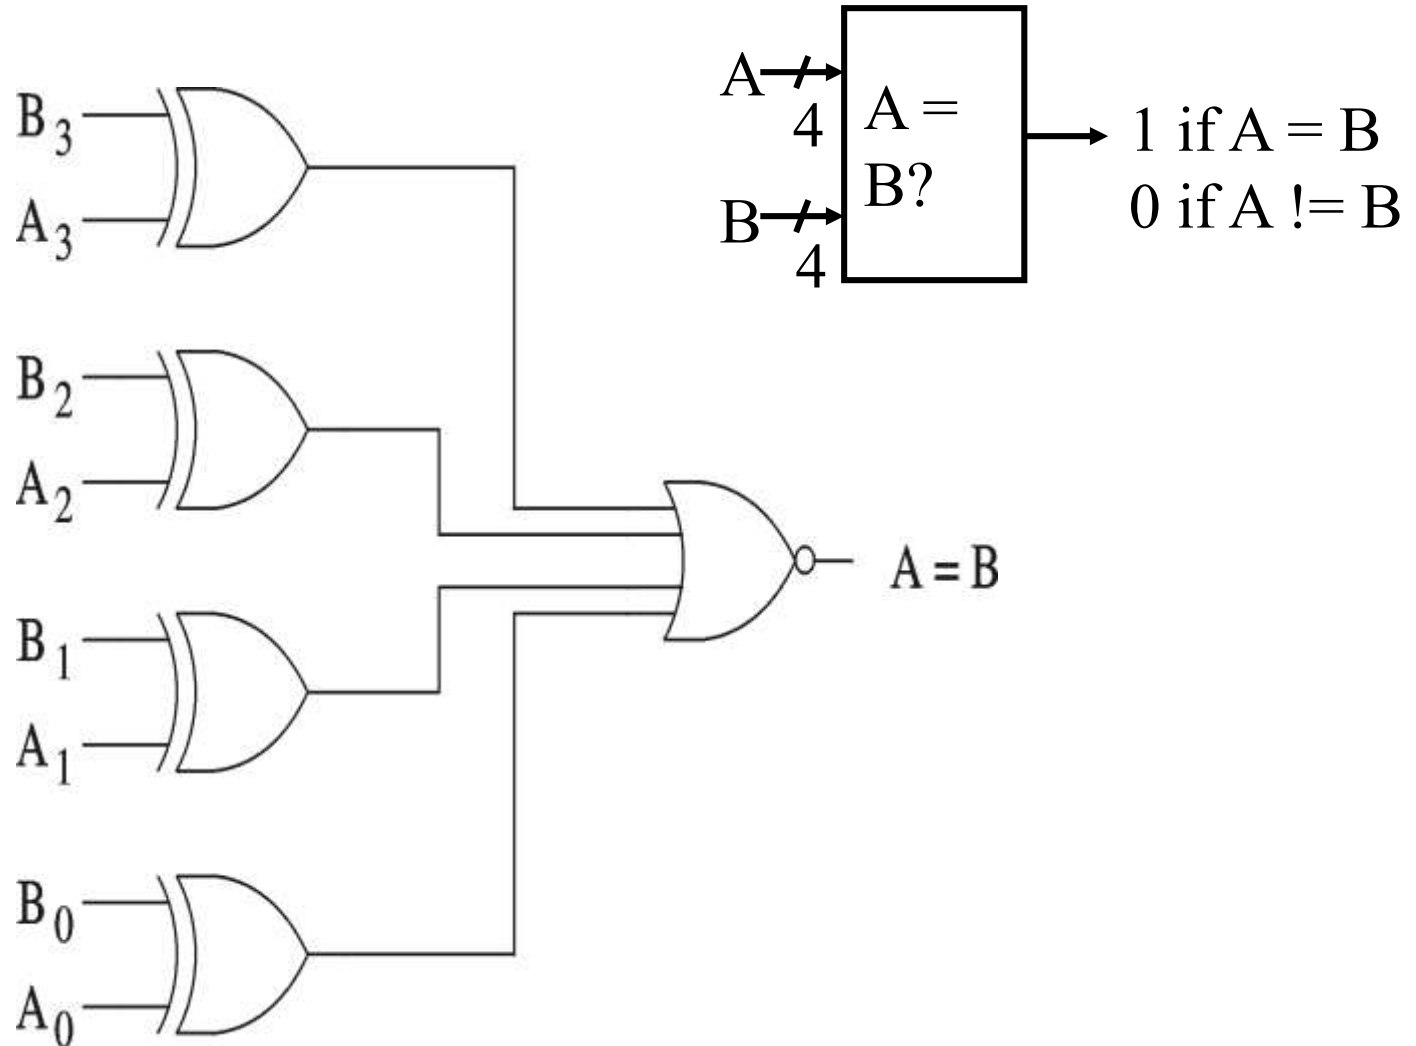 A
4
B
4
A =
B?
1 if A = B
0 if A != B
B3
A3
B2
A2
B1
A1
B0
A0
A = B